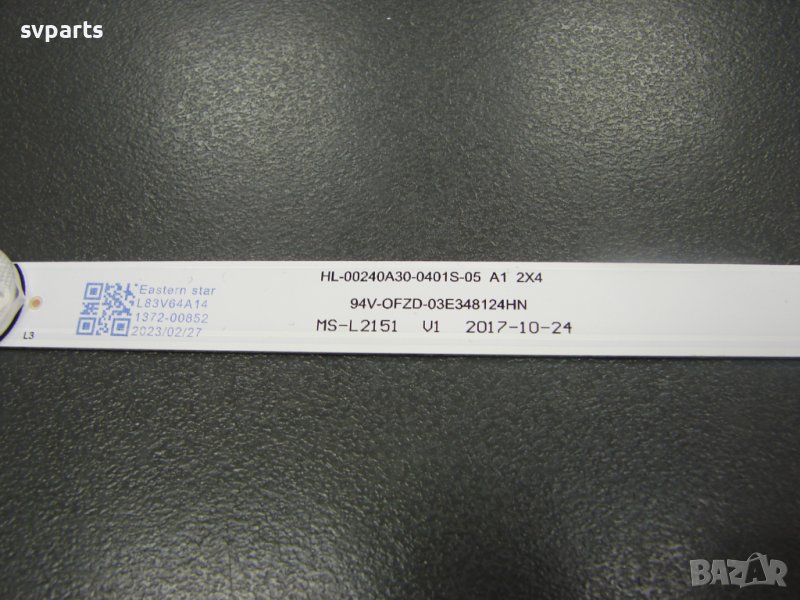 svparts
HL-00240A30-0401S-05 A1 2X4
94V-OFZD-03E348124HN
MS-L2151 V1 2017-10-24
Eastern star
L83V64A14
1372-00852
2023/02/27
L3
BAZAR